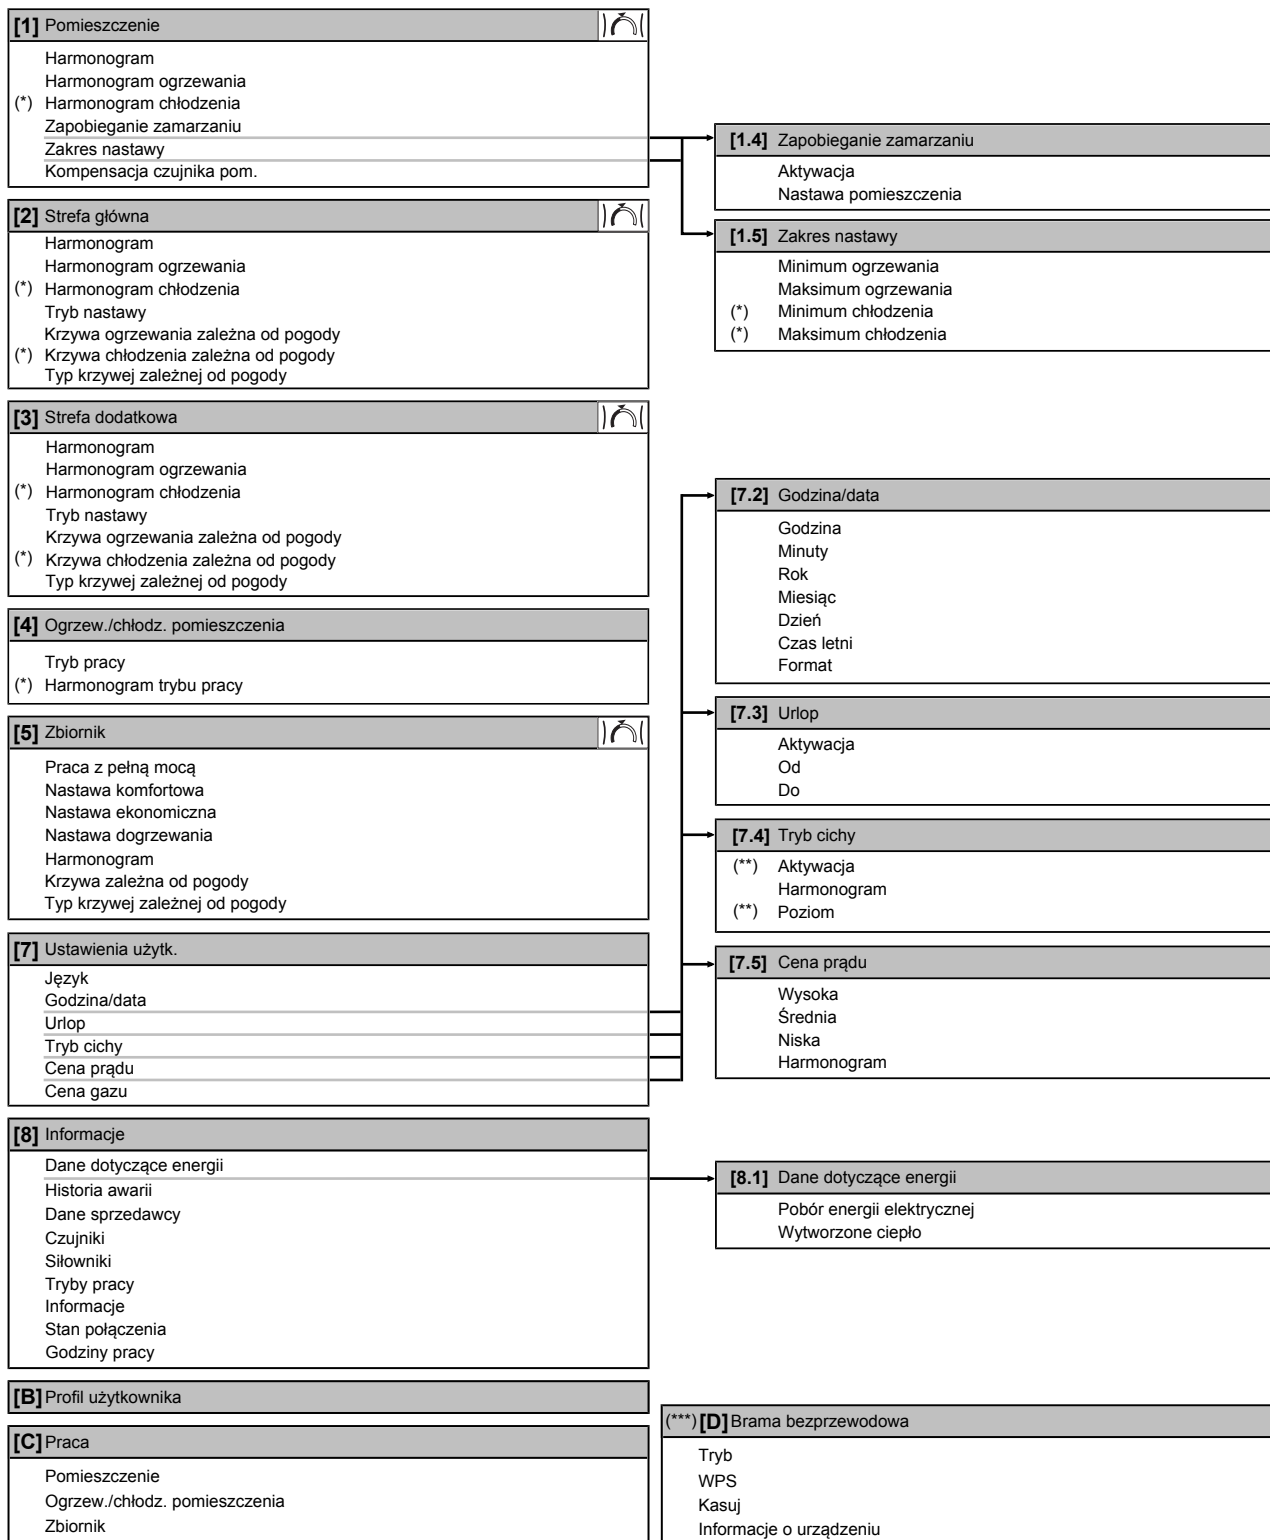 [1] Pomieszczenie
Harmonogram
Harmonogram ogrzewania
(*) Harmonogram chłodzenia
Zapobieganie zamarzaniu
Zakres nastawy
Kompensacja czujnika pom.
[2] Strefa główna
Harmonogram
Harmonogram ogrzewania
(*) Harmonogram chłodzenia
Tryb nastawy
Krzywa ogrzewania zależna od pogody
(*) Krzywa chłodzenia zależna od pogody
Typ krzywej zależnej od pogody
[3] Strefa dodatkowa
Harmonogram
Harmonogram ogrzewania
(*) Harmonogram chłodzenia
Tryb nastawy
Krzywa ogrzewania zależna od pogody
(*) Krzywa chłodzenia zależna od pogody
Typ krzywej zależnej od pogody
[4] Ogrzew./chłodz. pomieszczenia
Tryb pracy
(*) Harmonogram trybu pracy
[5] Zbiornik
Praca z pełną mocą
Nastawa komfortowa
Nastawa ekonomiczna
Nastawa dogrzewania
Harmonogram
Krzywa zależna od pogody
Typ krzywej zależnej od pogody
[7] Ustawienia użytk.
Język
Godzina/data
Urlop
Tryb cichy
Cena prądu
Cena gazu
[8] Informacje
Dane dotyczące energii
Historia awarii
Dane sprzedawcy
Czujniki
Siłowniki
Tryby pracy
Informacje
Stan połączenia
Godziny pracy
[B] Profil użytkownika
[C] Praca
Pomieszczenie
Ogrzew./chłodz. pomieszczenia
Zbiornik
[1.4] Zapobieganie zamarzaniu
Aktywacja
Nastawa pomieszczenia
[1.5] Zakres nastawy
Minimum ogrzewania
Maksimum ogrzewania
(*) Minimum chłodzenia
(*) Maksimum chłodzenia
[7.2] Godzina/data
Godzina
Minuty
Rok
Miesiąc
Dzień
Czas letni
Format
[7.3] Urlop
Aktywacja
Od
Do
[7.4] Tryb cichy
(**) Aktywacja
Harmonogram
(**) Poziom
[7.5] Cena prądu
Wysoka
Średnia
Niska
Harmonogram
[8.1] Dane dotyczące energii
Pobór energii elektrycznej
Wytworzone ciepło
(***) [D] Brama bezprzewodowa
Tryb
WPS
Kasuj
Informacje o urządzeniu